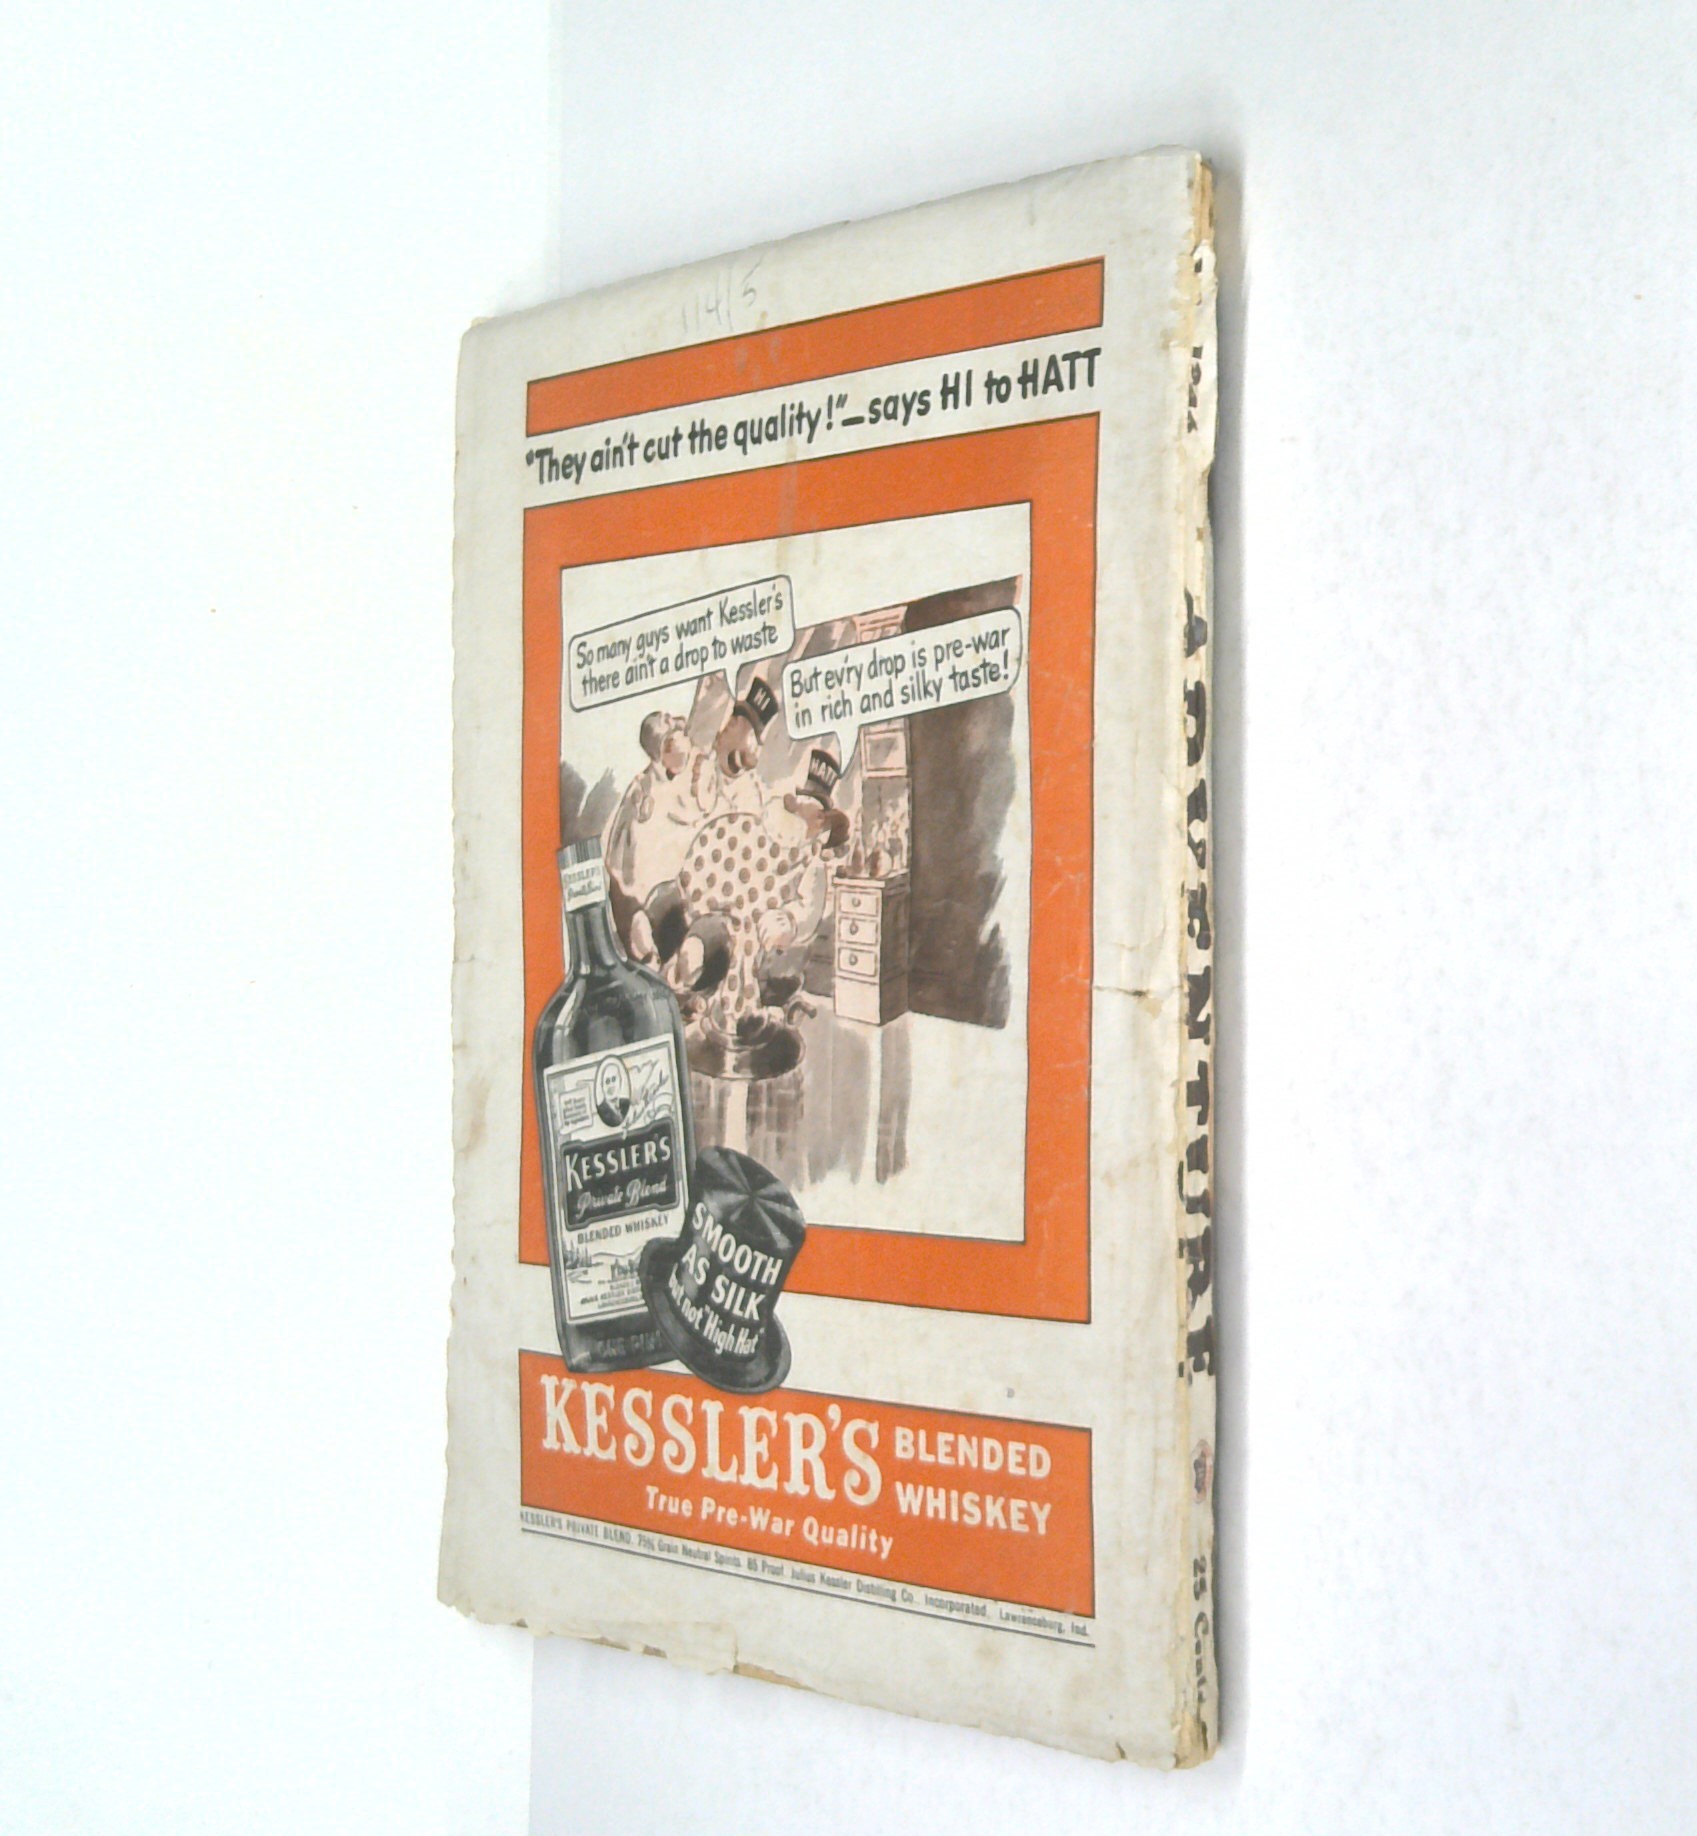 114/5
"They ain't cut the quality!"—says HI to HATT
So many guys want Kessler's
there ain't a drop to waste
But ev'ry drop is pre-war
in rich and silky taste!
HI
HATT
KESSLER'S
KESSLER'S
Private Blend
BLENDED WHISKEY
SMOOTH
AS SILK
but not "High Hat"
KESSLER'S BLENDED
WHISKEY
True Pre-War Quality
KESSLER'S PRIVATE BLEND. 75% Grain Neutral Spirits. 85 Proof. Julius Kessler Distilling Co., Incorporated, Lawrenceburg, Ind.
ADVENTURE
25 Cents